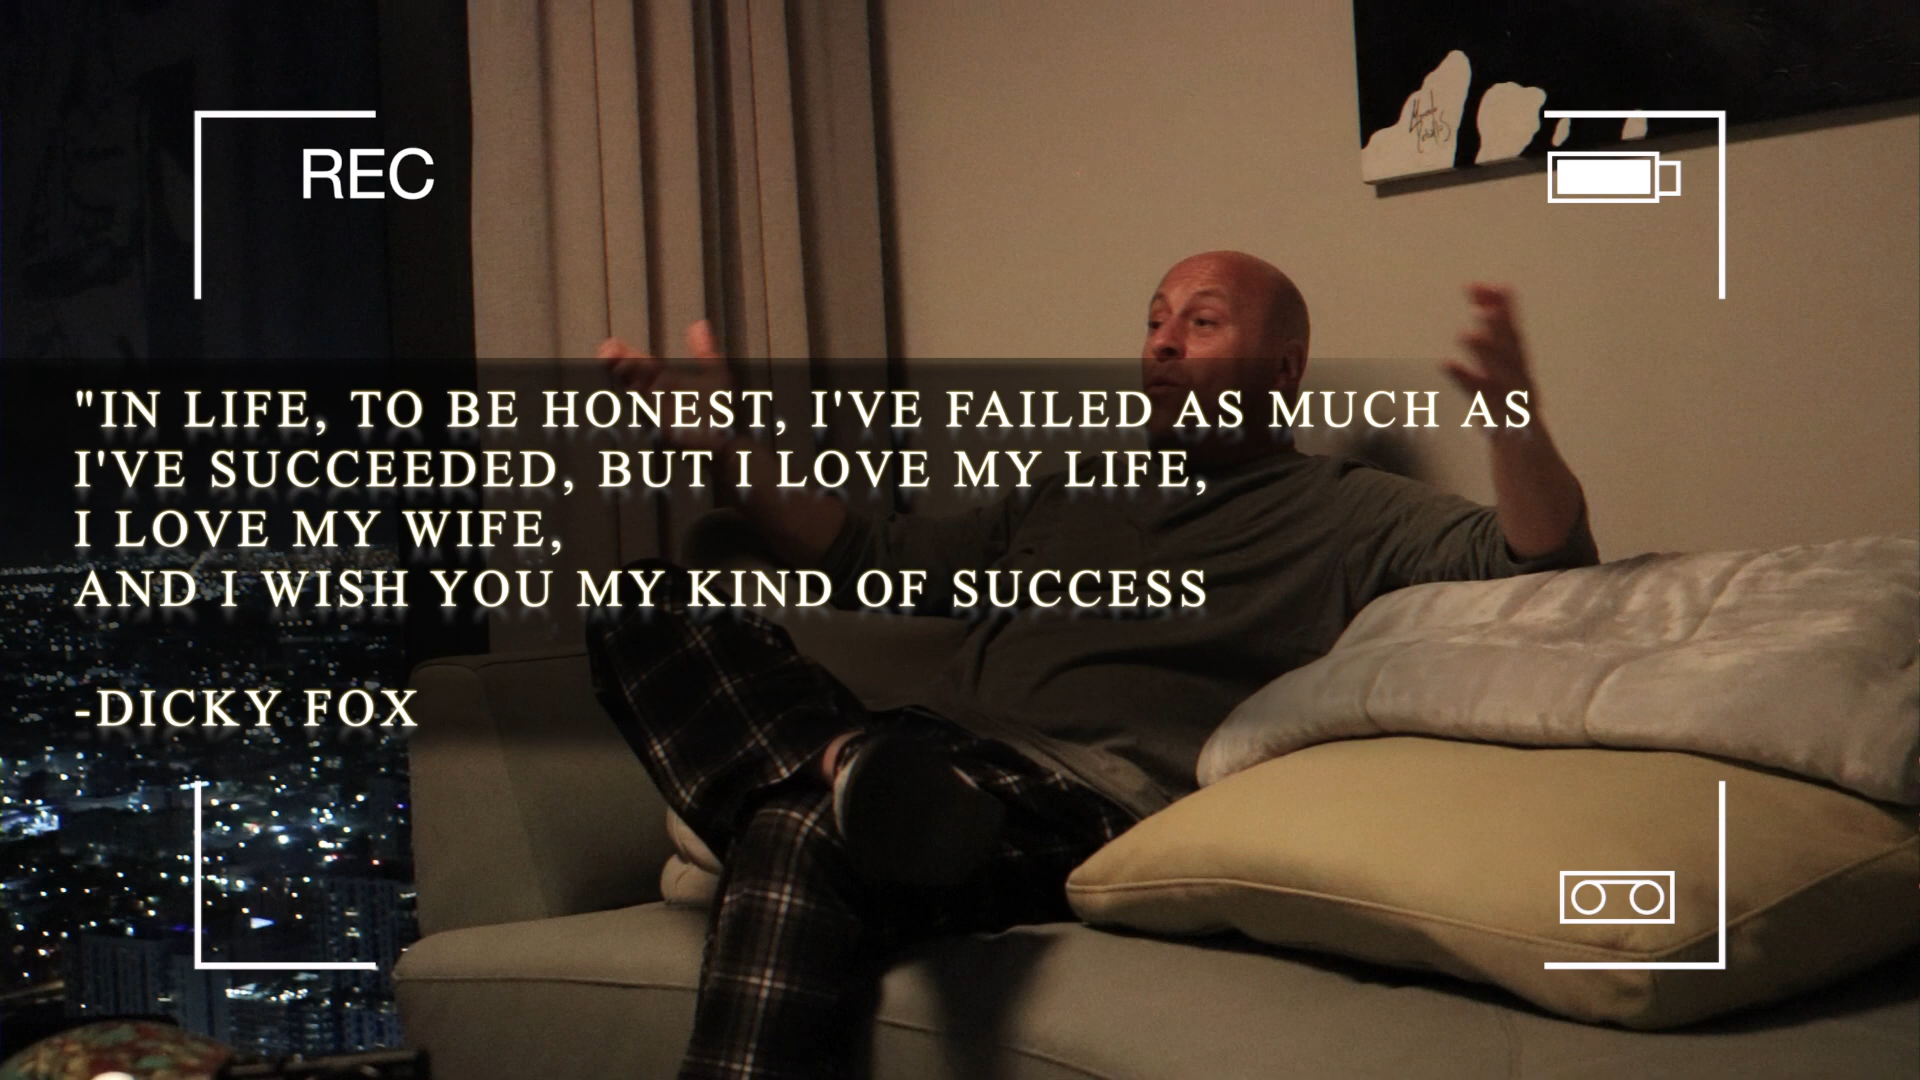 REC
"IN LIFE, TO BE HONEST, I'VE FAILED AS MUCH AS
I'VE SUCCEEDED, BUT I LOVE MY LIFE,
I LOVE MY WIFE,
AND I WISH YOU MY KIND OF SUCCESS
-DICKY FOX